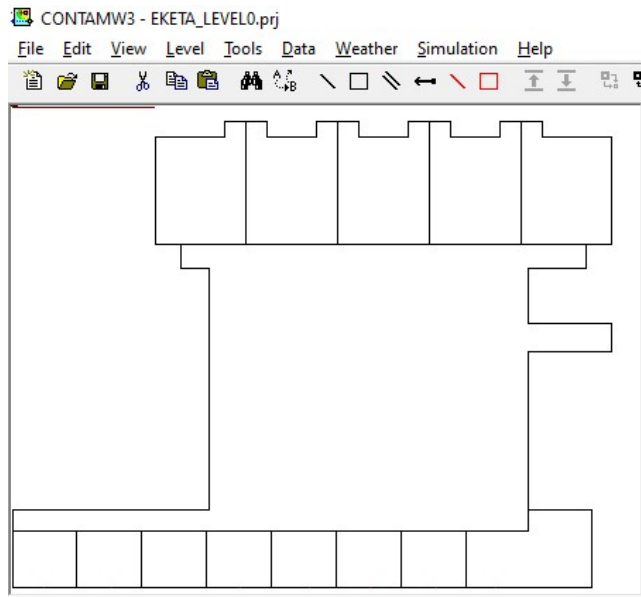 CONTAMW3 - EKETA_LEVEL0.prj
File Edit View Level Tools Data Weather Simulation Help
A B